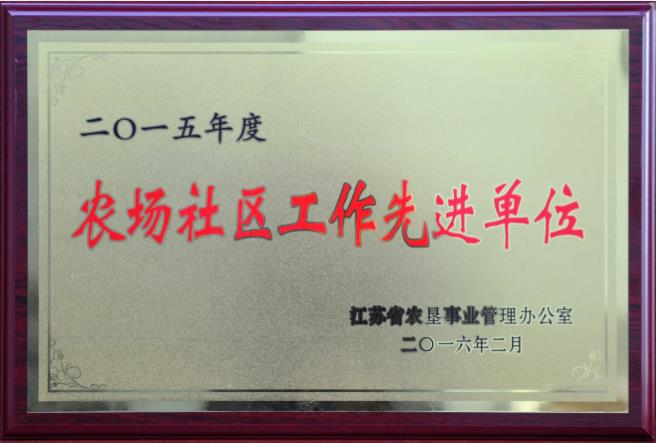 二〇一五年度
农场社区工作先进单位
江苏省农垦事业管理办公室
二〇一六年二月